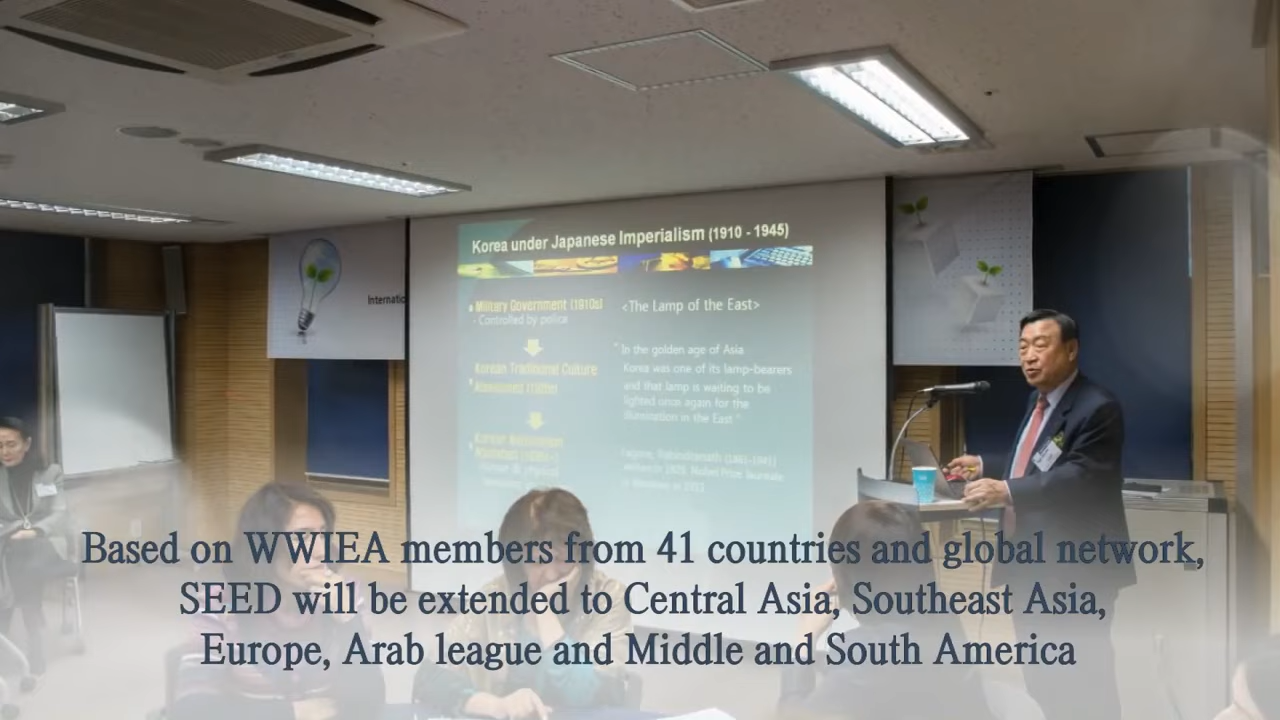 Korea under Japanese Imperialism (1910 - 1945)
Military Government (1910s)
- Controlled by police
Korean Traditional Culture
<The Lamp of the East>
" In the golden age of Asia
Korea was one of its lamp-bearers
and that lamp is waiting to be
lighted once again for the
illumination in the East "
Internatio
Based on WWIEA members from 41 countries and global network,
SEED will be extended to Central Asia, Southeast Asia,
Europe, Arab league and Middle and South America